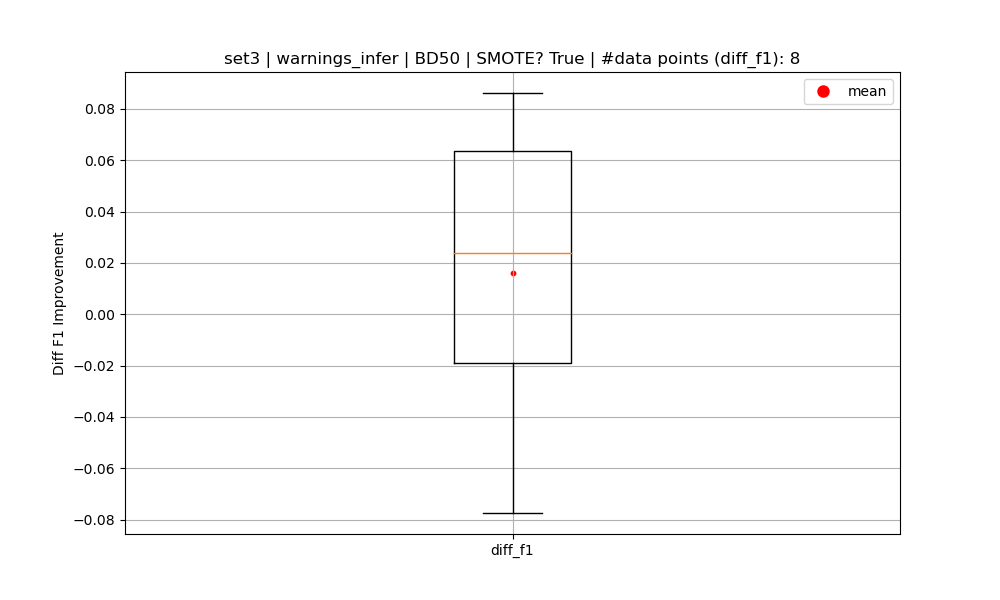 set3 | warnings_infer | BD50 | SMOTE? True | #data points (diff_f1): 8
mean
Diff F1 Improvement
0.08
0.06
0.04
0.02
0.00
−0.02
−0.04
−0.06
−0.08
diff_f1